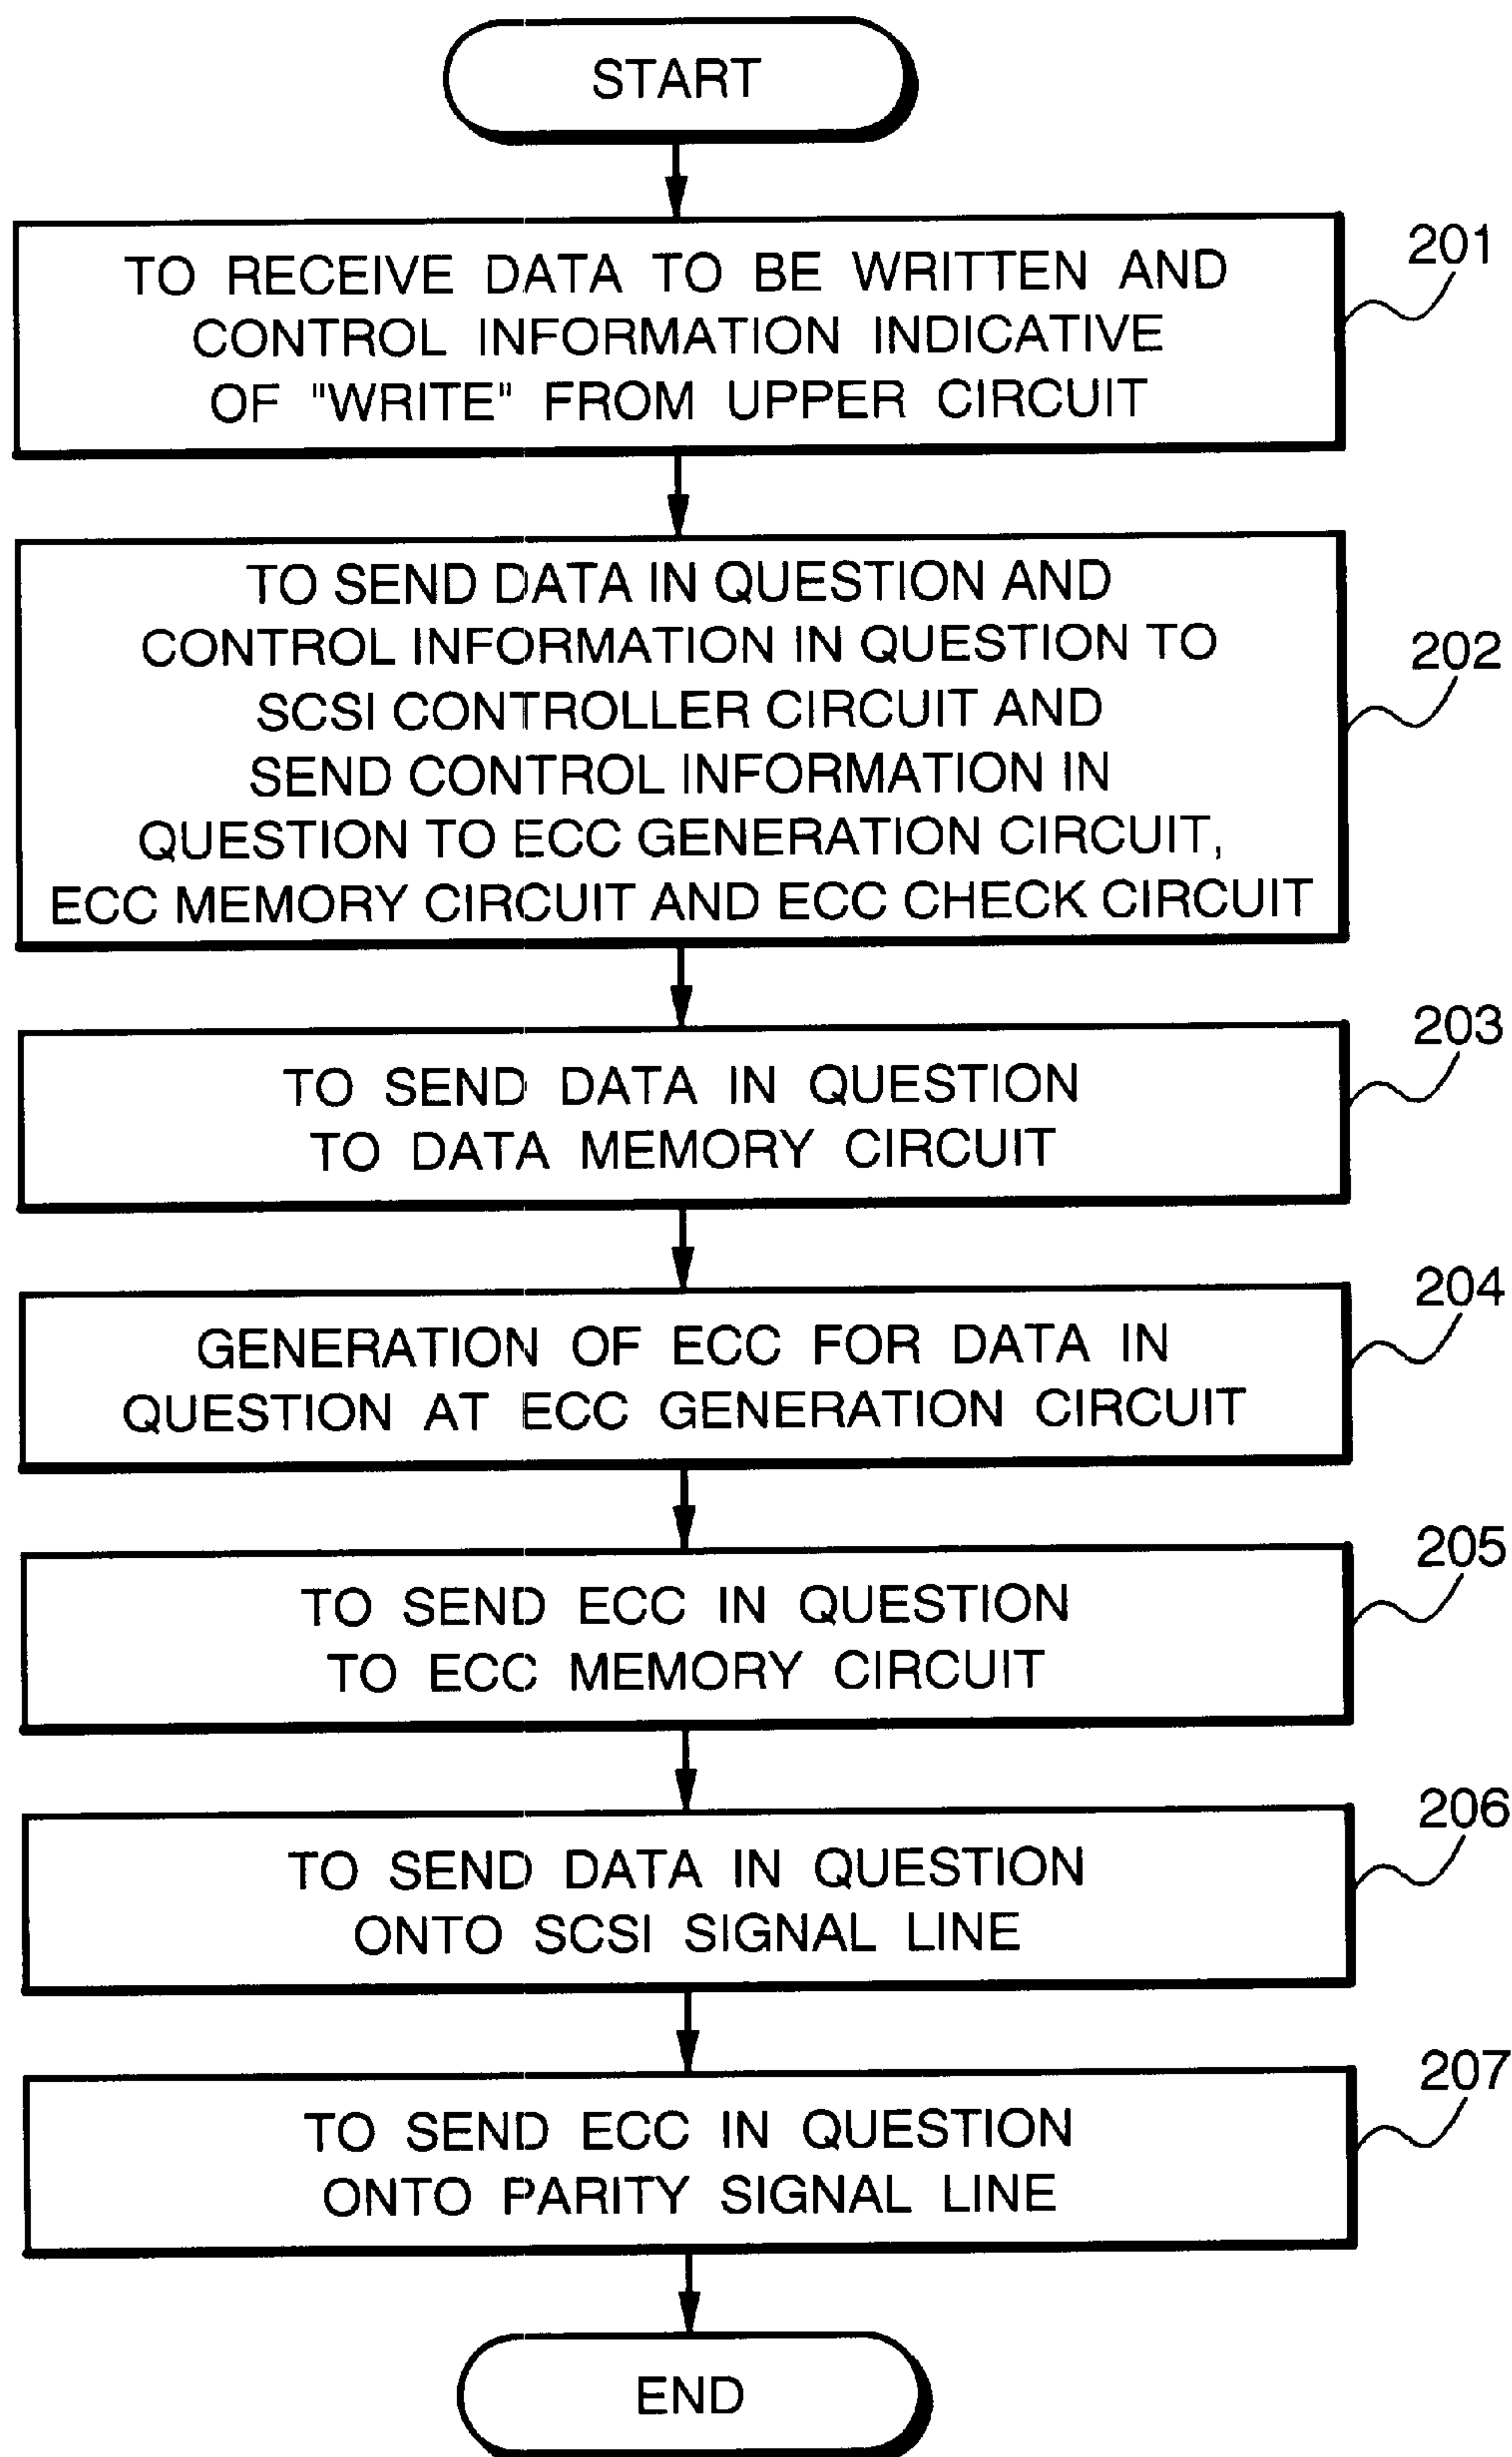 START
TO RECEIVE DATA TO BE WRITTEN AND
CONTROL INFORMATION INDICATIVE
OF "WRITE" FROM UPPER CIRCUIT
201
TO SEND DATA IN QUESTION AND
CONTROL INFORMATION IN QUESTION TO
SCSI CONTROLLER CIRCUIT AND
SEND CONTROL INFORMATION IN
QUESTION TO ECC GENERATION CIRCUIT,
ECC MEMORY CIRCUIT AND ECC CHECK CIRCUIT
202
TO SEND DATA IN QUESTION
TO DATA MEMORY CIRCUIT
203
GENERATION OF ECC FOR DATA IN
QUESTION AT ECC GENERATION CIRCUIT
204
TO SEND ECC IN QUESTION
TO ECC MEMORY CIRCUIT
205
TO SEND DATA IN QUESTION
ONTO SCSI SIGNAL LINE
206
TO SEND ECC IN QUESTION
ONTO PARITY SIGNAL LINE
207
END